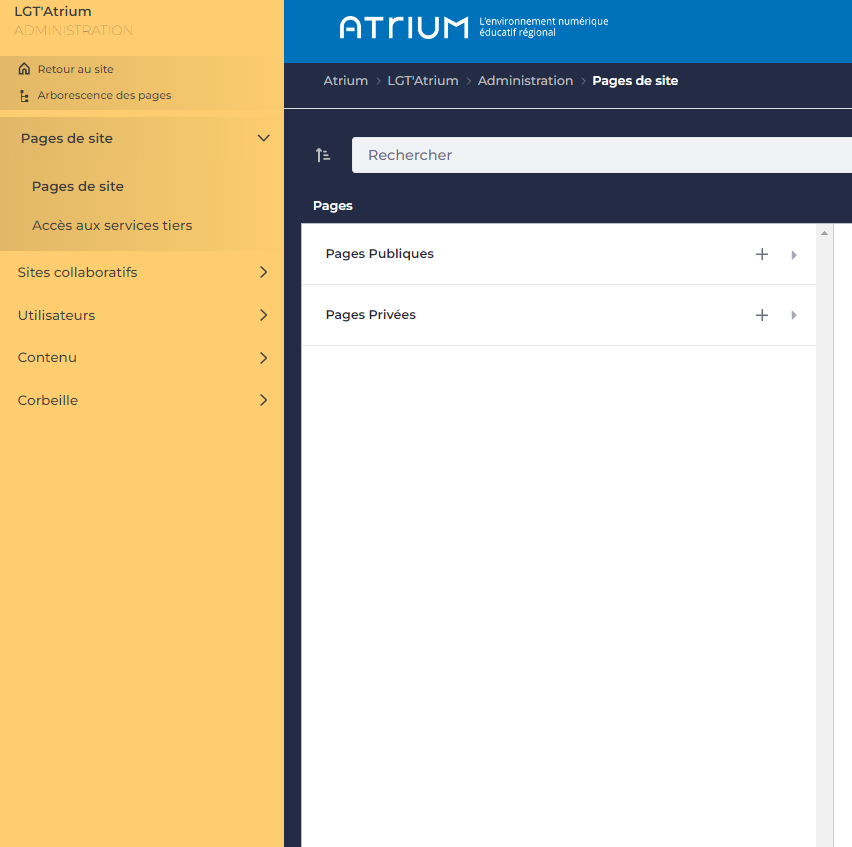 LGT'Atrium
ADMINISTRATION
Retour au site
Arborescence des pages
Pages de site
Pages de site
Accès aux services tiers
Sites collaboratifs
Utilisateurs
Contenu
Corbeille
ATRIUM
L'environnement numérique
éducatif régional
Atrium > LGT'Atrium > Administration > Pages de site
Rechercher
Pages
Pages Publiques
Pages Privées